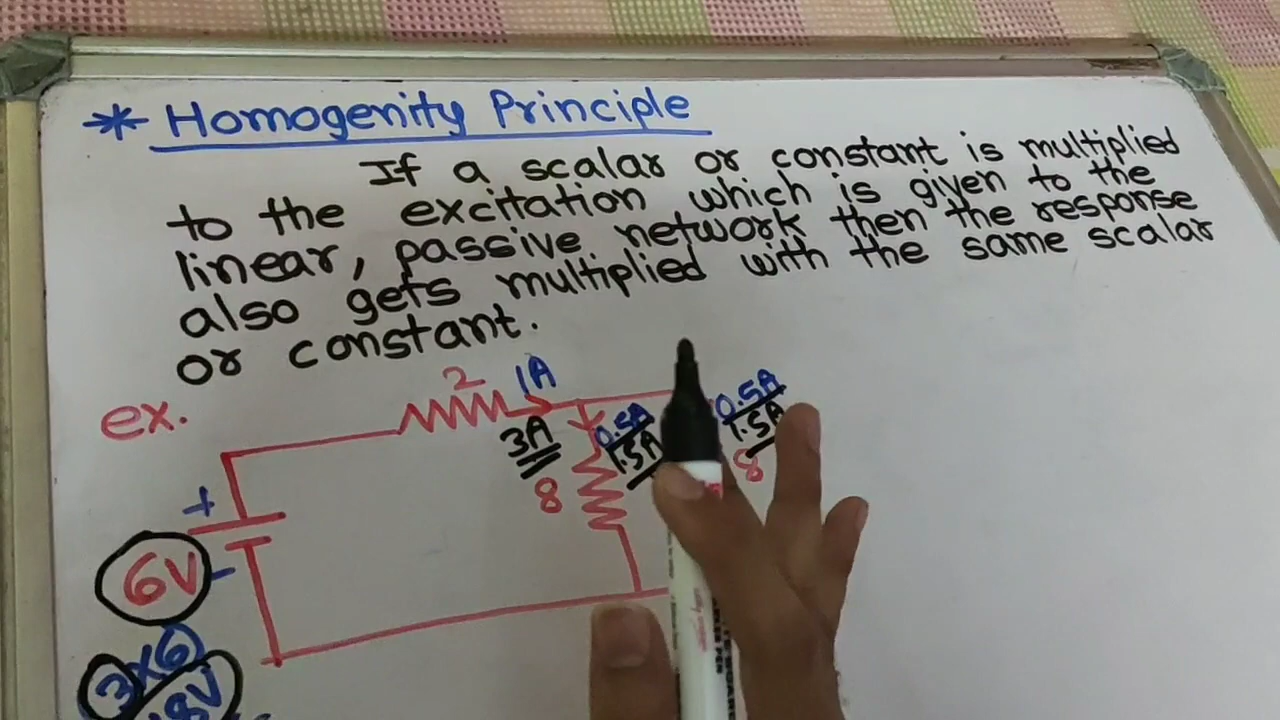 * Homogenity Principle
If a scalar or constant is multiplied
to the excitation which is given to the
linear, passive network then the response
also gets multiplied with the same scalar
or constant.
ex.
2
1A
3A
0.5A
1.5A
8
0.5A
1.5A
8
+
6V
-
3x6
18V